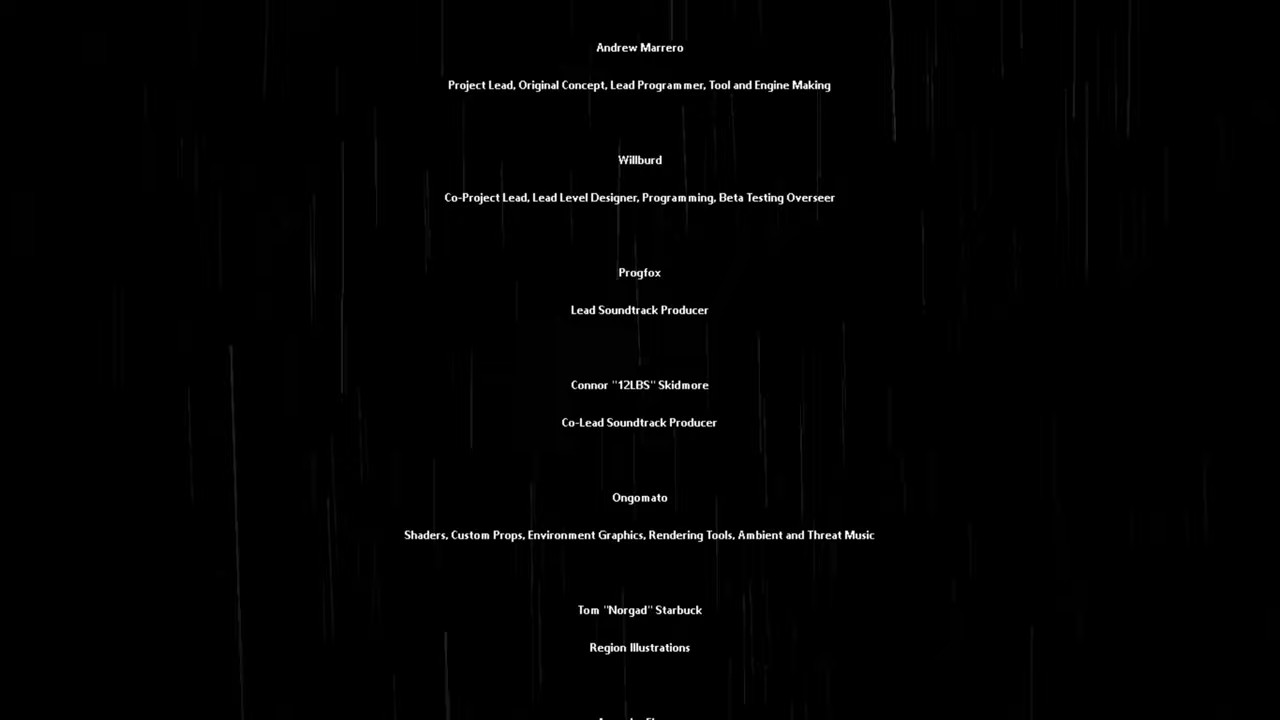 Andrew Marrero
Project Lead, Original Concept, Lead Programmer, Tool and Engine Making
Willburd
Co-Project Lead, Lead Level Designer, Programming, Beta Testing Overseer
Progfox
Lead Soundtrack Producer
Connor "12LBS" Skidmore
Co-Lead Soundtrack Producer
Ongomato
Shaders, Custom Props, Environment Graphics, Rendering Tools, Ambient and Threat Music
Tom "Norgad" Starbuck
Region Illustrations